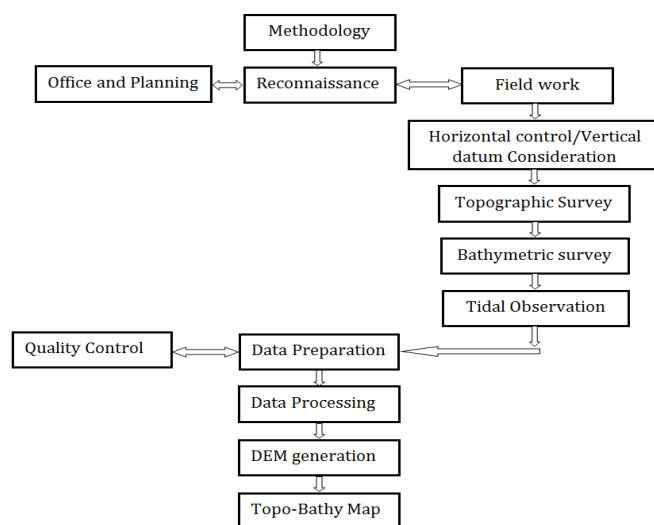 Methodology
Office and Planning
Reconnaissance
Field work
Horizontal control/Vertical
datum Consideration
Topographic Survey
Bathymetric survey
Tidal Observation
Quality Control
Data Preparation
Data Processing
DEM generation
Topo-Bathy Map